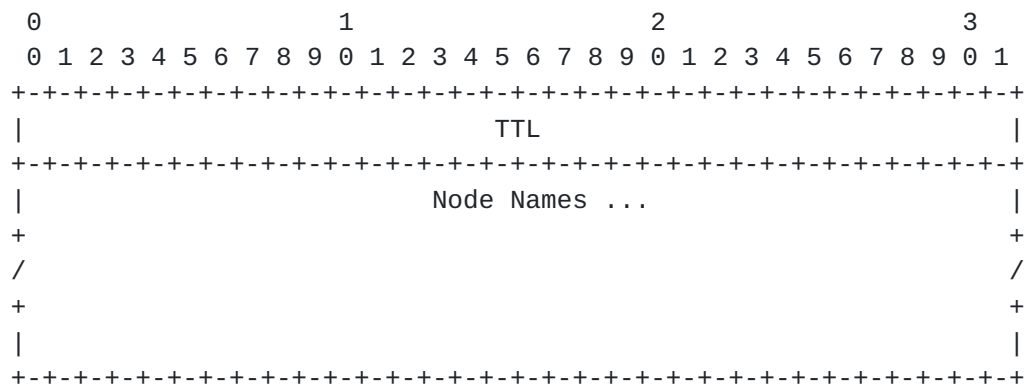 0                   1                   2                   3
 0 1 2 3 4 5 6 7 8 9 0 1 2 3 4 5 6 7 8 9 0 1 2 3 4 5 6 7 8 9 0 1
+-+-+-+-+-+-+-+-+-+-+-+-+-+-+-+-+-+-+-+-+-+-+-+-+-+-+-+-+-+-+-+-+
|                              TTL                              |
+-+-+-+-+-+-+-+-+-+-+-+-+-+-+-+-+-+-+-+-+-+-+-+-+-+-+-+-+-+-+-+-+
|                          Node Names ...                       |
+                                                               +
/                                                               /
+                                                               +
|                                                               |
+-+-+-+-+-+-+-+-+-+-+-+-+-+-+-+-+-+-+-+-+-+-+-+-+-+-+-+-+-+-+-+-+